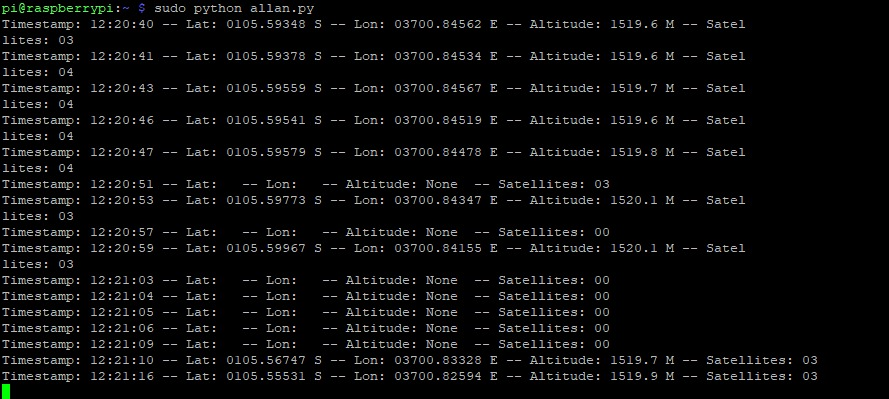 pi@raspberrypi:~ $ sudo python allan.py
Timestamp: 12:20:40 -- Lat: 0105.59348 S -- Lon: 03700.84562 E -- Altitude: 1519.6 M -- Satel
lites: 03
Timestamp: 12:20:41 -- Lat: 0105.59378 S -- Lon: 03700.84534 E -- Altitude: 1519.6 M -- Satel
lites: 04
Timestamp: 12:20:43 -- Lat: 0105.59559 S -- Lon: 03700.84567 E -- Altitude: 1519.7 M -- Satel
lites: 04
Timestamp: 12:20:46 -- Lat: 0105.59541 S -- Lon: 03700.84519 E -- Altitude: 1519.6 M -- Satel
lites: 04
Timestamp: 12:20:47 -- Lat: 0105.59579 S -- Lon: 03700.84478 E -- Altitude: 1519.8 M -- Satel
lites: 04
Timestamp: 12:20:51 -- Lat:   -- Lon:   -- Altitude: None  -- Satellites: 03
Timestamp: 12:20:53 -- Lat: 0105.59773 S -- Lon: 03700.84347 E -- Altitude: 1520.1 M -- Satel
lites: 03
Timestamp: 12:20:57 -- Lat:   -- Lon:   -- Altitude: None  -- Satellites: 00
Timestamp: 12:20:59 -- Lat: 0105.59967 S -- Lon: 03700.84155 E -- Altitude: 1520.1 M -- Satel
lites: 03
Timestamp: 12:21:03 -- Lat:   -- Lon:   -- Altitude: None  -- Satellites: 00
Timestamp: 12:21:04 -- Lat:   -- Lon:   -- Altitude: None  -- Satellites: 00
Timestamp: 12:21:05 -- Lat:   -- Lon:   -- Altitude: None  -- Satellites: 00
Timestamp: 12:21:06 -- Lat:   -- Lon:   -- Altitude: None  -- Satellites: 00
Timestamp: 12:21:09 -- Lat:   -- Lon:   -- Altitude: None  -- Satellites: 00
Timestamp: 12:21:10 -- Lat: 0105.56747 S -- Lon: 03700.83328 E -- Altitude: 1519.7 M -- Satellites: 03
Timestamp: 12:21:16 -- Lat: 0105.55531 S -- Lon: 03700.82594 E -- Altitude: 1519.9 M -- Satellites: 03